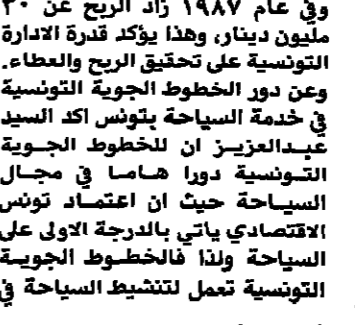 وفي عام ١٩٨٧ زاد الربح عن ٣٠
مليون دينار، وهذا يؤكد قدرة الادارة
التونسية على تحقيق الربح والعطاء.
وعن دور الخطوط الجوية التونسية
في خدمة السياحة بتونس اكد السيد
عبدالعزيز ان للخطوط الجوية
التونسية دورا هاما في مجال
السياحة حيث ان اعتماد تونس
الاقتصادي ياتي بالدرجة الاولى على
السياحة ولذا فالخطوط الجوية
التونسية تعمل لتنشيط السياحة في